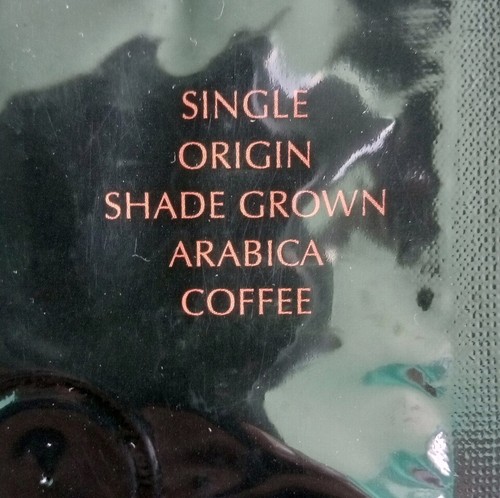 SINGLE
ORIGIN
SHADE GROWN
ARABICA
COFFEE